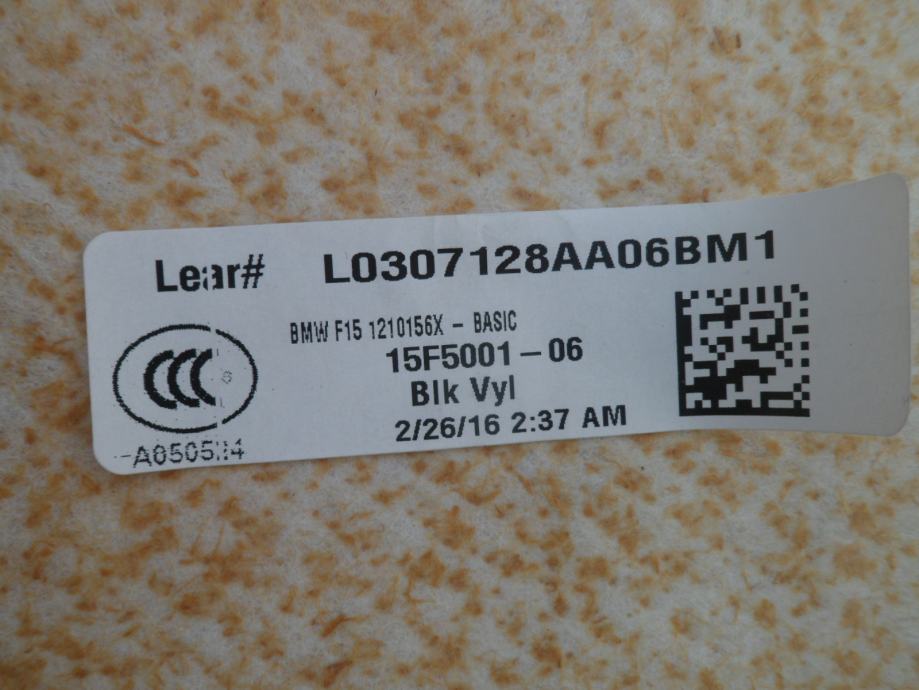 Lear# L0307128AA06BM1
BMW F15 1210156X - BASIC
15F5001-06
Blk Vyl
2/26/16 2:37 AM
CCC